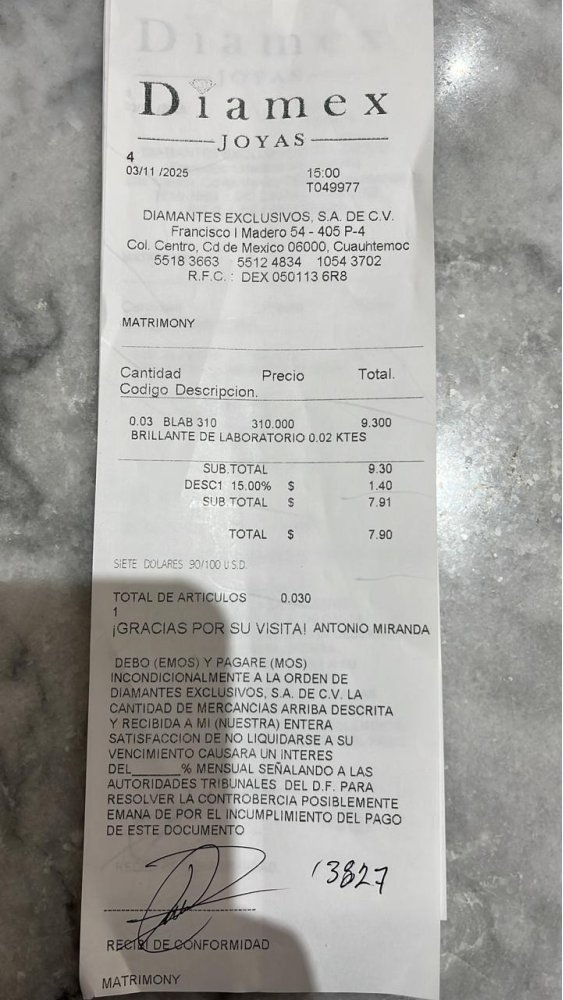 Diamex
JOYAS
4
03/11 /2025 15:00
T049977
DIAMANTES EXCLUSIVOS, S.A. DE C.V.
Francisco I Madero 54 - 405 P-4
Col. Centro, Cd de Mexico 06000, Cuauhtemoc
5518 3663 5512 4834 1054 3702
R.F.C. : DEX 050113 6R8
MATRIMONY
Cantidad Precio Total.
Codigo Descripcion.
0.03 BLAB 310 310.000 9.300
BRILLANTE DE LABORATORIO 0.02 KTES
SUB.TOTAL 9.30
DESC1 15.00% $ 1.40
SUB.TOTAL $ 7.91
TOTAL $ 7.90
SIETE DOLARES 90/100 U.S.D.
TOTAL DE ARTICULOS 0.030
1
¡GRACIAS POR SU VISITA! ANTONIO MIRANDA
DEBO (EMOS) Y PAGARE (MOS)
INCONDICIONALMENTE A LA ORDEN DE
DIAMANTES EXCLUSIVOS, S.A. DE C.V. LA
CANTIDAD DE MERCANCIAS ARRIBA DESCRITA
Y RECIBIDA A MI (NUESTRA) ENTERA
SATISFACCION DE NO LIQUIDARSE A SU
VENCIMIENTO CAUSARA UN INTERES
DEL______% MENSUAL SEÑALANDO A LAS
AUTORIDADES TRIBUNALES DEL D.F. PARA
RESOLVER LA CONTROBERCIA POSIBLEMENTE
EMANA DE POR EL INCUMPLIMIENTO DEL PAGO
DE ESTE DOCUMENTO
13827
RECIBI DE CONFORMIDAD
MATRIMONY